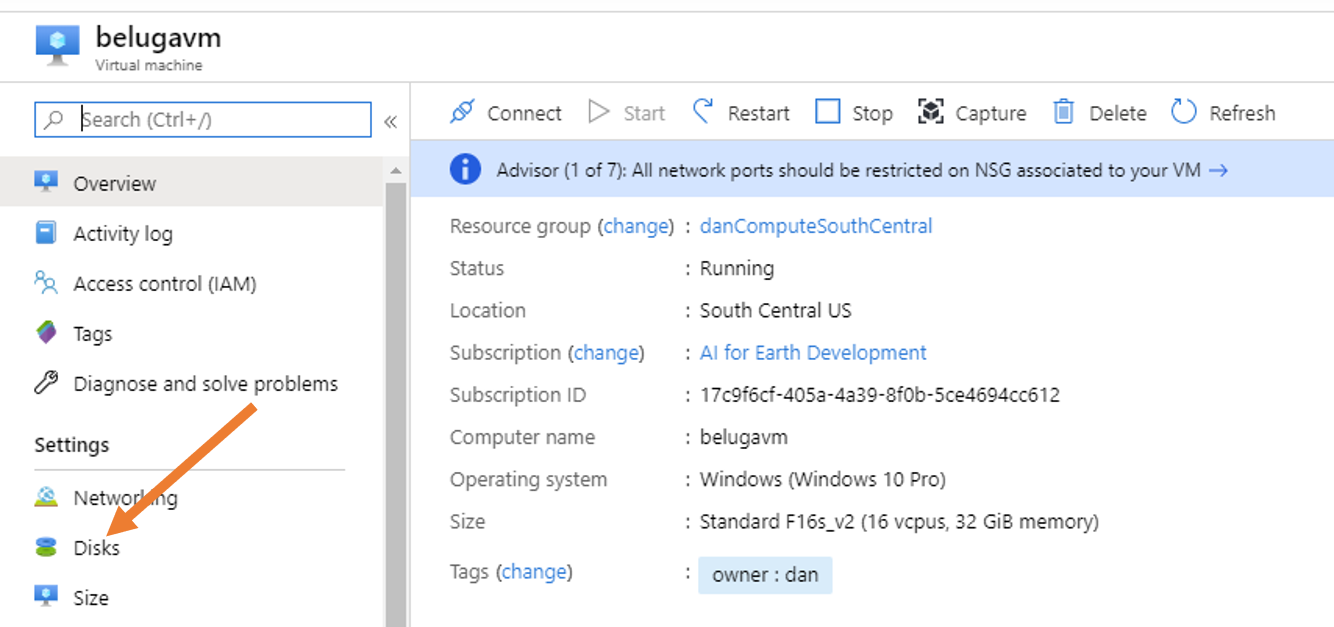 belugavm
Virtual machine
Search (Ctrl+/)
«
Connect Start Restart Stop Capture Delete Refresh
Advisor (1 of 7): All network ports should be restricted on NSG associated to your VM →
Overview
Activity log
Access control (IAM)
Tags
Diagnose and solve problems
Settings
Networking
Disks
Size
Resource group (change) : danComputeSouthCentral
Status : Running
Location : South Central US
Subscription (change) : AI for Earth Development
Subscription ID : 17c9f6cf-405a-4a39-8f0b-5ce4694cc612
Computer name : belugavm
Operating system : Windows (Windows 10 Pro)
Size : Standard F16s_v2 (16 vcpus, 32 GiB memory)
Tags (change) : owner : dan